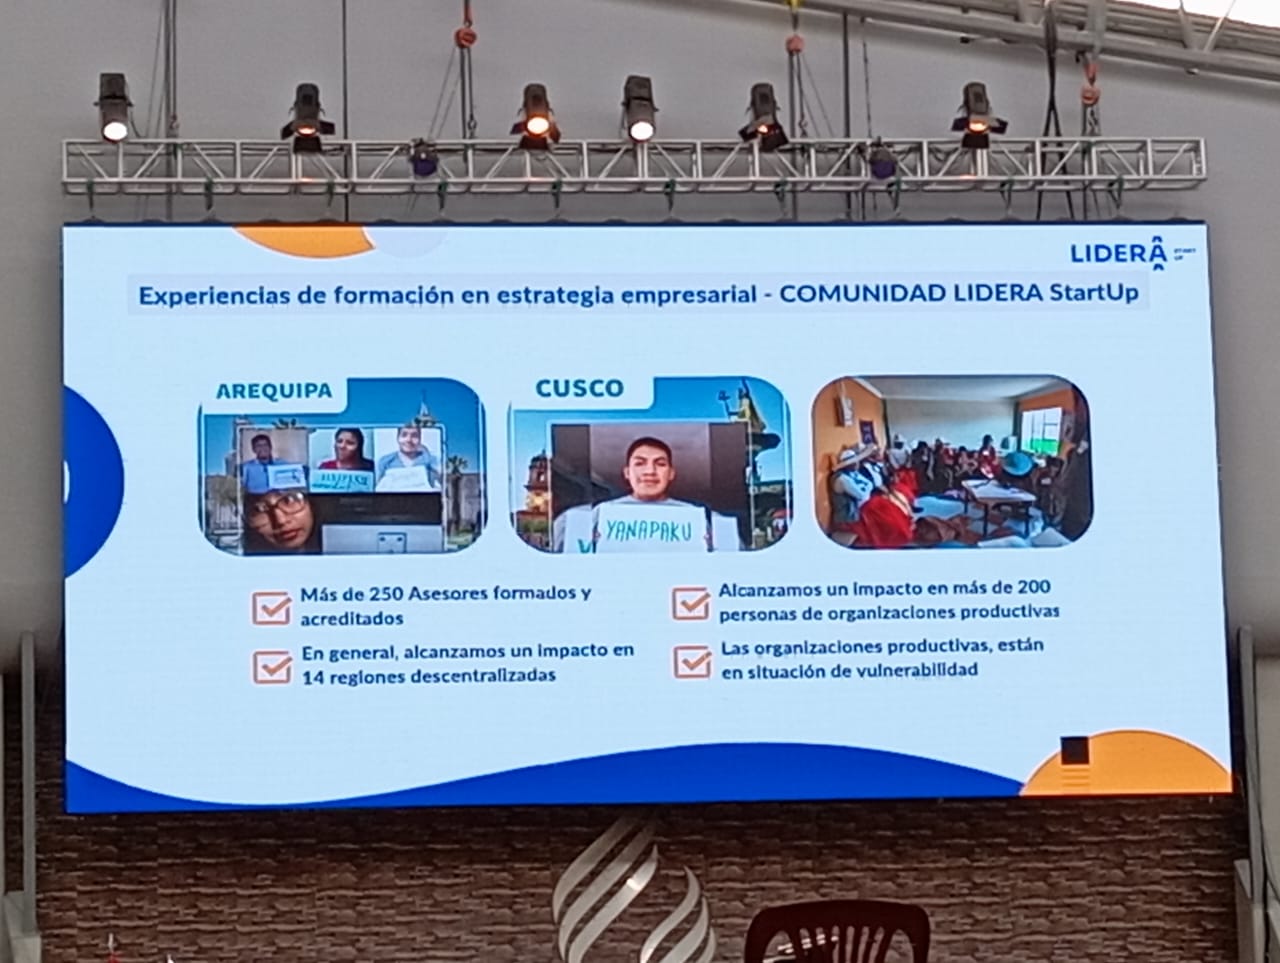 LIDERA
START
UP
Experiencias de formación en estrategia empresarial - COMUNIDAD LIDERA StartUp
AREQUIPA
CUSCO
YANAPAKU
Más de 250 Asesores formados y
acreditados
En general, alcanzamos un impacto en
14 regiones descentralizadas
Alcanzamos un impacto en más de 200
personas de organizaciones productivas
Las organizaciones productivas, están
en situación de vulnerabilidad